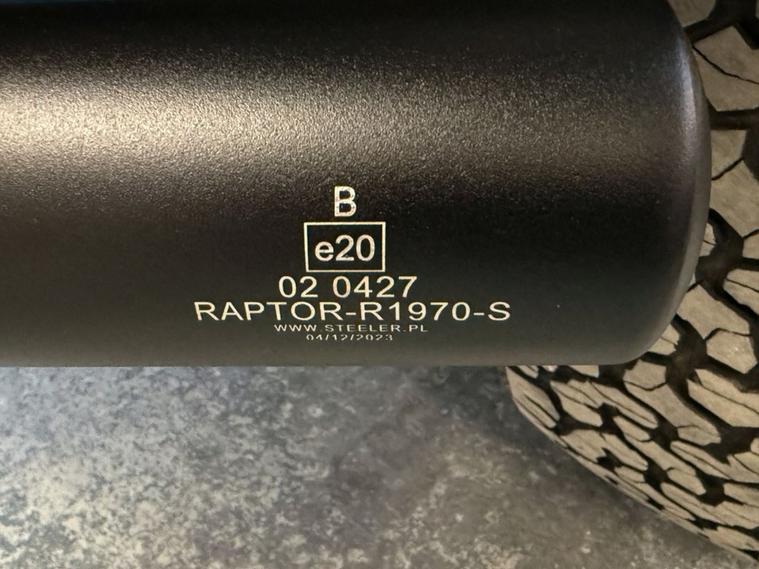 B
e20
02 0427
RAPTOR-R1970-S
WWW.STEELER.PL
04/12/2023